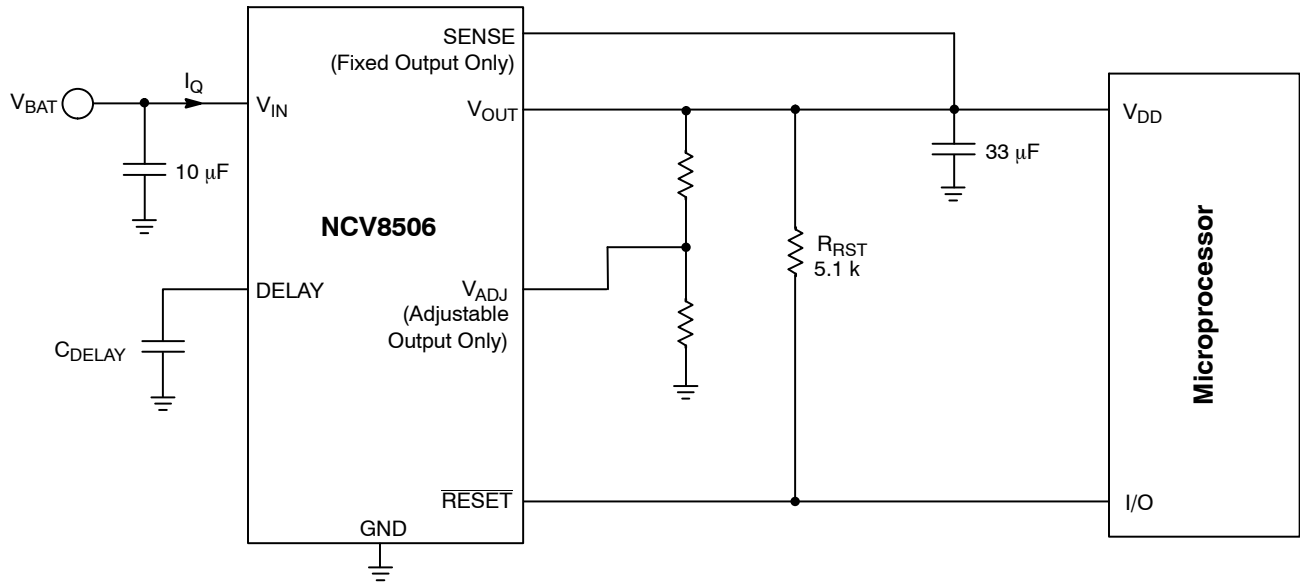 SENSE
(Fixed Output Only)
V_BAT
I_Q
V_IN
V_OUT
V_DD
10 μF
33 μF
NCV8506
R_RST
5.1 k
DELAY
V_ADJ
(Adjustable
Output Only)
C_DELAY
Microprocessor
RESET
I/O
GND